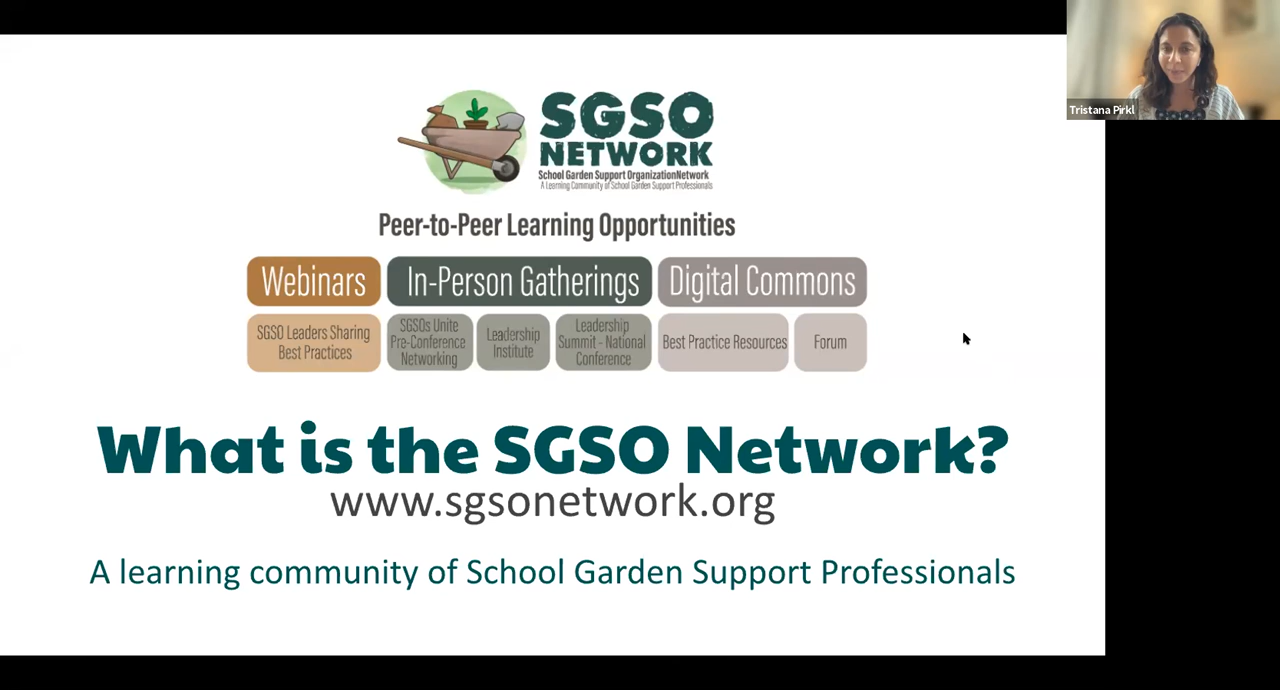 Tristana Pirkl
SGSO
NETWORK
School Garden Support OrganizationNetwork
A Learning Community of School Garden Support Professionals
Peer-to-Peer Learning Opportunities
Webinars
In-Person Gatherings
Digital Commons
SGSO Leaders Sharing
Best Practices
SGSOs Unite
Pre-Conference
Networking
Leadership
Institute
Leadership
Summit - National
Conference
Best Practice Resources
Forum
What is the SGSO Network?
www.sgsonetwork.org
A learning community of School Garden Support Professionals